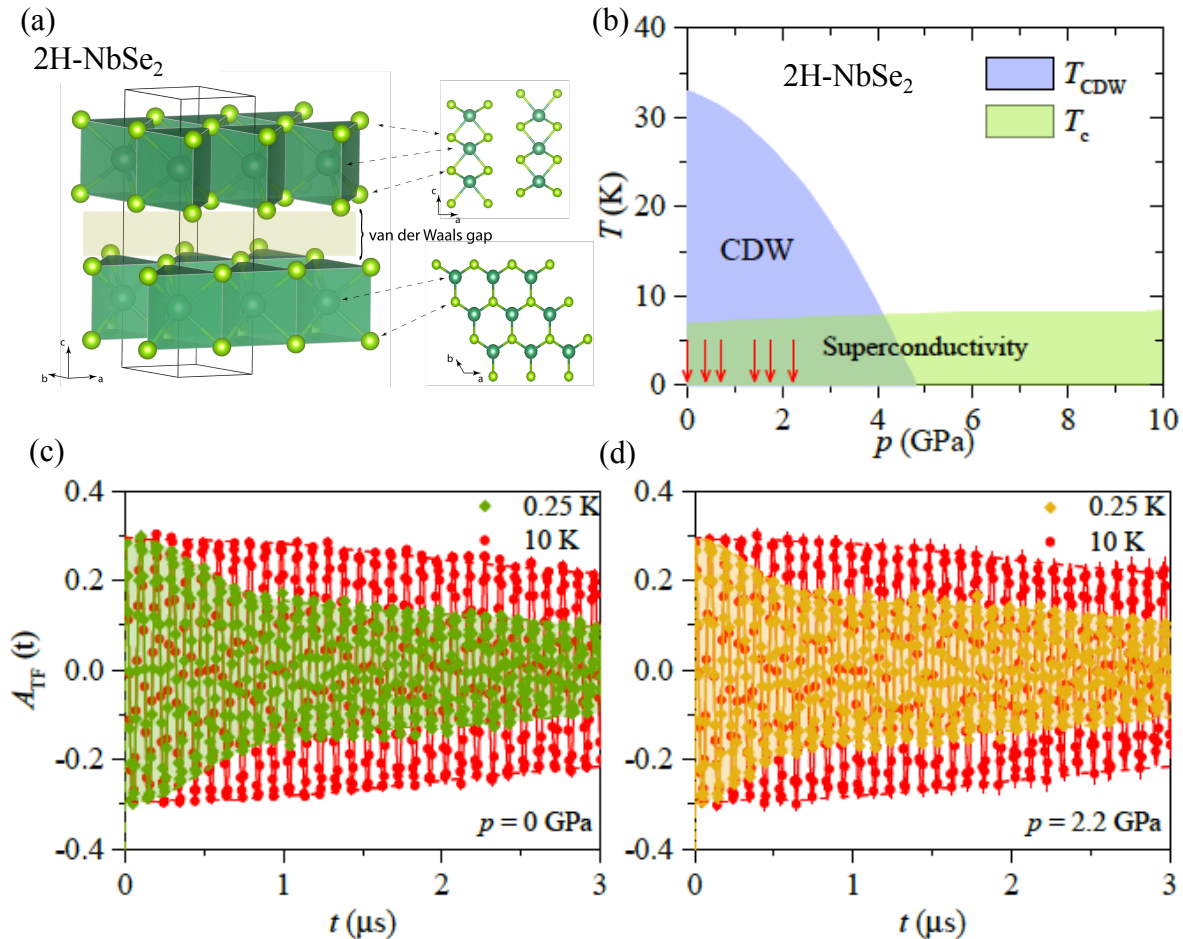 (a)
2H-NbSe₂
van der Waals gap
c
b
a
c
a
b
a
(b)
40
30
20
10
0
T (K)
2H-NbSe₂
T_CDW
T_c
CDW
Superconductivity
0 2 4 6 8 10
p (GPa)
(c)
0.4
0.2
0.0
-0.2
-0.4
A_TF (t)
0.25 K
10 K
p = 0 GPa
0 1 2 3
t (μs)
(d)
0.4
0.2
0.0
-0.2
-0.4
0.25 K
10 K
p = 2.2 GPa
0 1 2 3
t (μs)